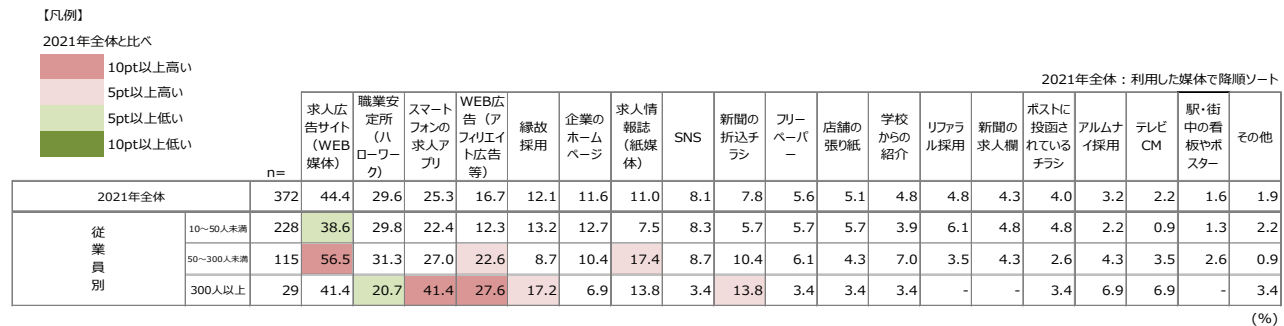 【凡例】
2021年全体と比べ
10pt以上高い
5pt以上高い
5pt以上低い
10pt以上低い
2021年全体：利用した媒体で降順ソート
n= 求人広告サイト（WEB媒体） 職業安定所（ハローワーク） スマートフォンの求人アプリ WEB広告（アフィリエイト広告等） 縁故採用 企業のホームページ 求人情報誌（紙媒体） SNS 新聞の折込チラシ フリーペーパー 店舗の張り紙 学校からの紹介 リファラル採用 新聞の求人欄 ポストに投函されているチラシ アルムナイ採用 テレビCM 駅・街中の看板やポスター その他
2021年全体 372 44.4 29.6 25.3 16.7 12.1 11.6 11.0 8.1 7.8 5.6 5.1 4.8 4.8 4.3 4.0 3.2 2.2 1.6 1.9
従業員別
10～50人未満 228 38.6 29.8 22.4 12.3 13.2 12.7 7.5 8.3 5.7 5.7 5.7 3.9 6.1 4.8 4.8 2.2 0.9 1.3 2.2
50～300人未満 115 56.5 31.3 27.0 22.6 8.7 10.4 17.4 8.7 10.4 6.1 4.3 7.0 3.5 4.3 2.6 4.3 3.5 2.6 0.9
300人以上 29 41.4 20.7 41.4 27.6 17.2 6.9 13.8 3.4 13.8 3.4 3.4 3.4 - - 3.4 6.9 6.9 - 3.4
(%)